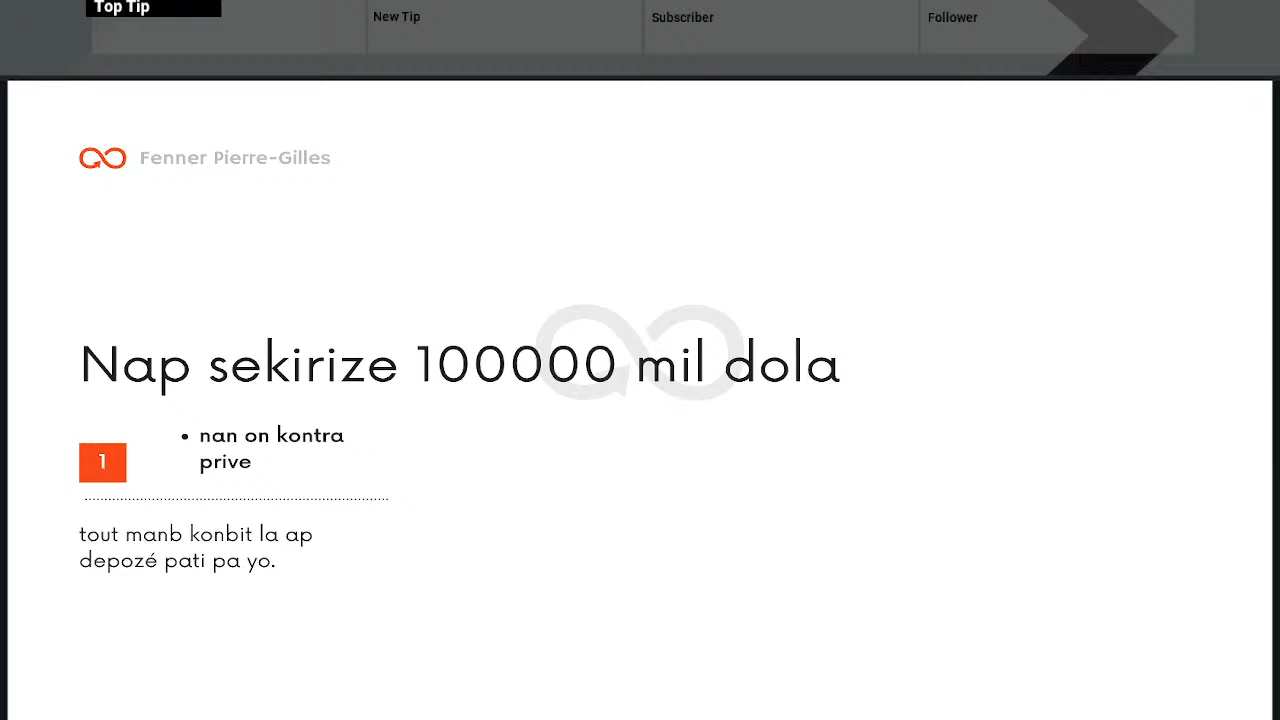 Top Tip
New Tip
Subscriber
Follower
Fenner Pierre-Gilles
Nap sekirize 100000 mil dola
1
• nan on kontra
prive
tout manb konbit la ap
depozé pati pa yo.